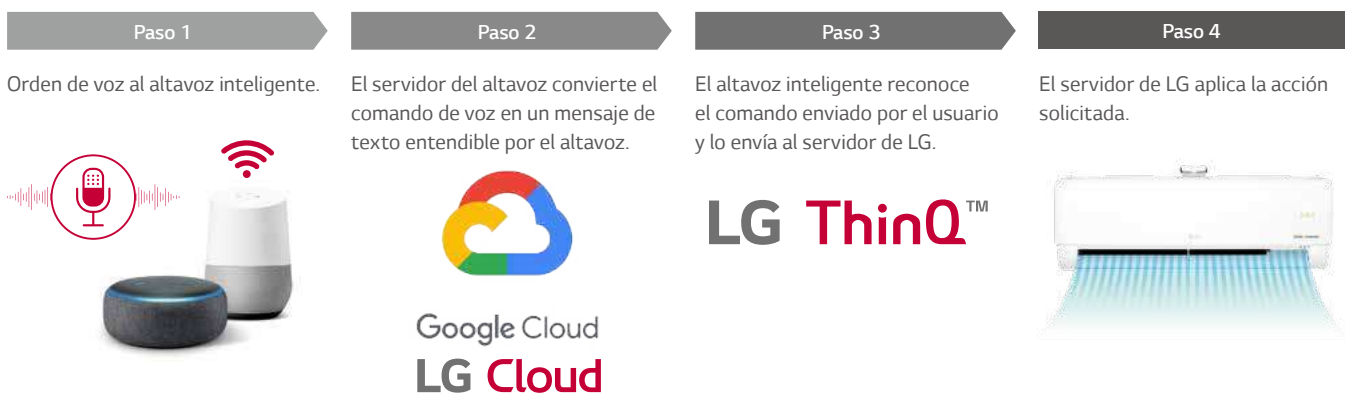 Paso 1
Orden de voz al altavoz inteligente.
Paso 2
El servidor del altavoz convierte el
comando de voz en un mensaje de
texto entendible por el altavoz.
Google Cloud
LG Cloud
Paso 3
El altavoz inteligente reconoce
el comando enviado por el usuario
y lo envía al servidor de LG.
LG ThinQ™
Paso 4
El servidor de LG aplica la acción
solicitada.